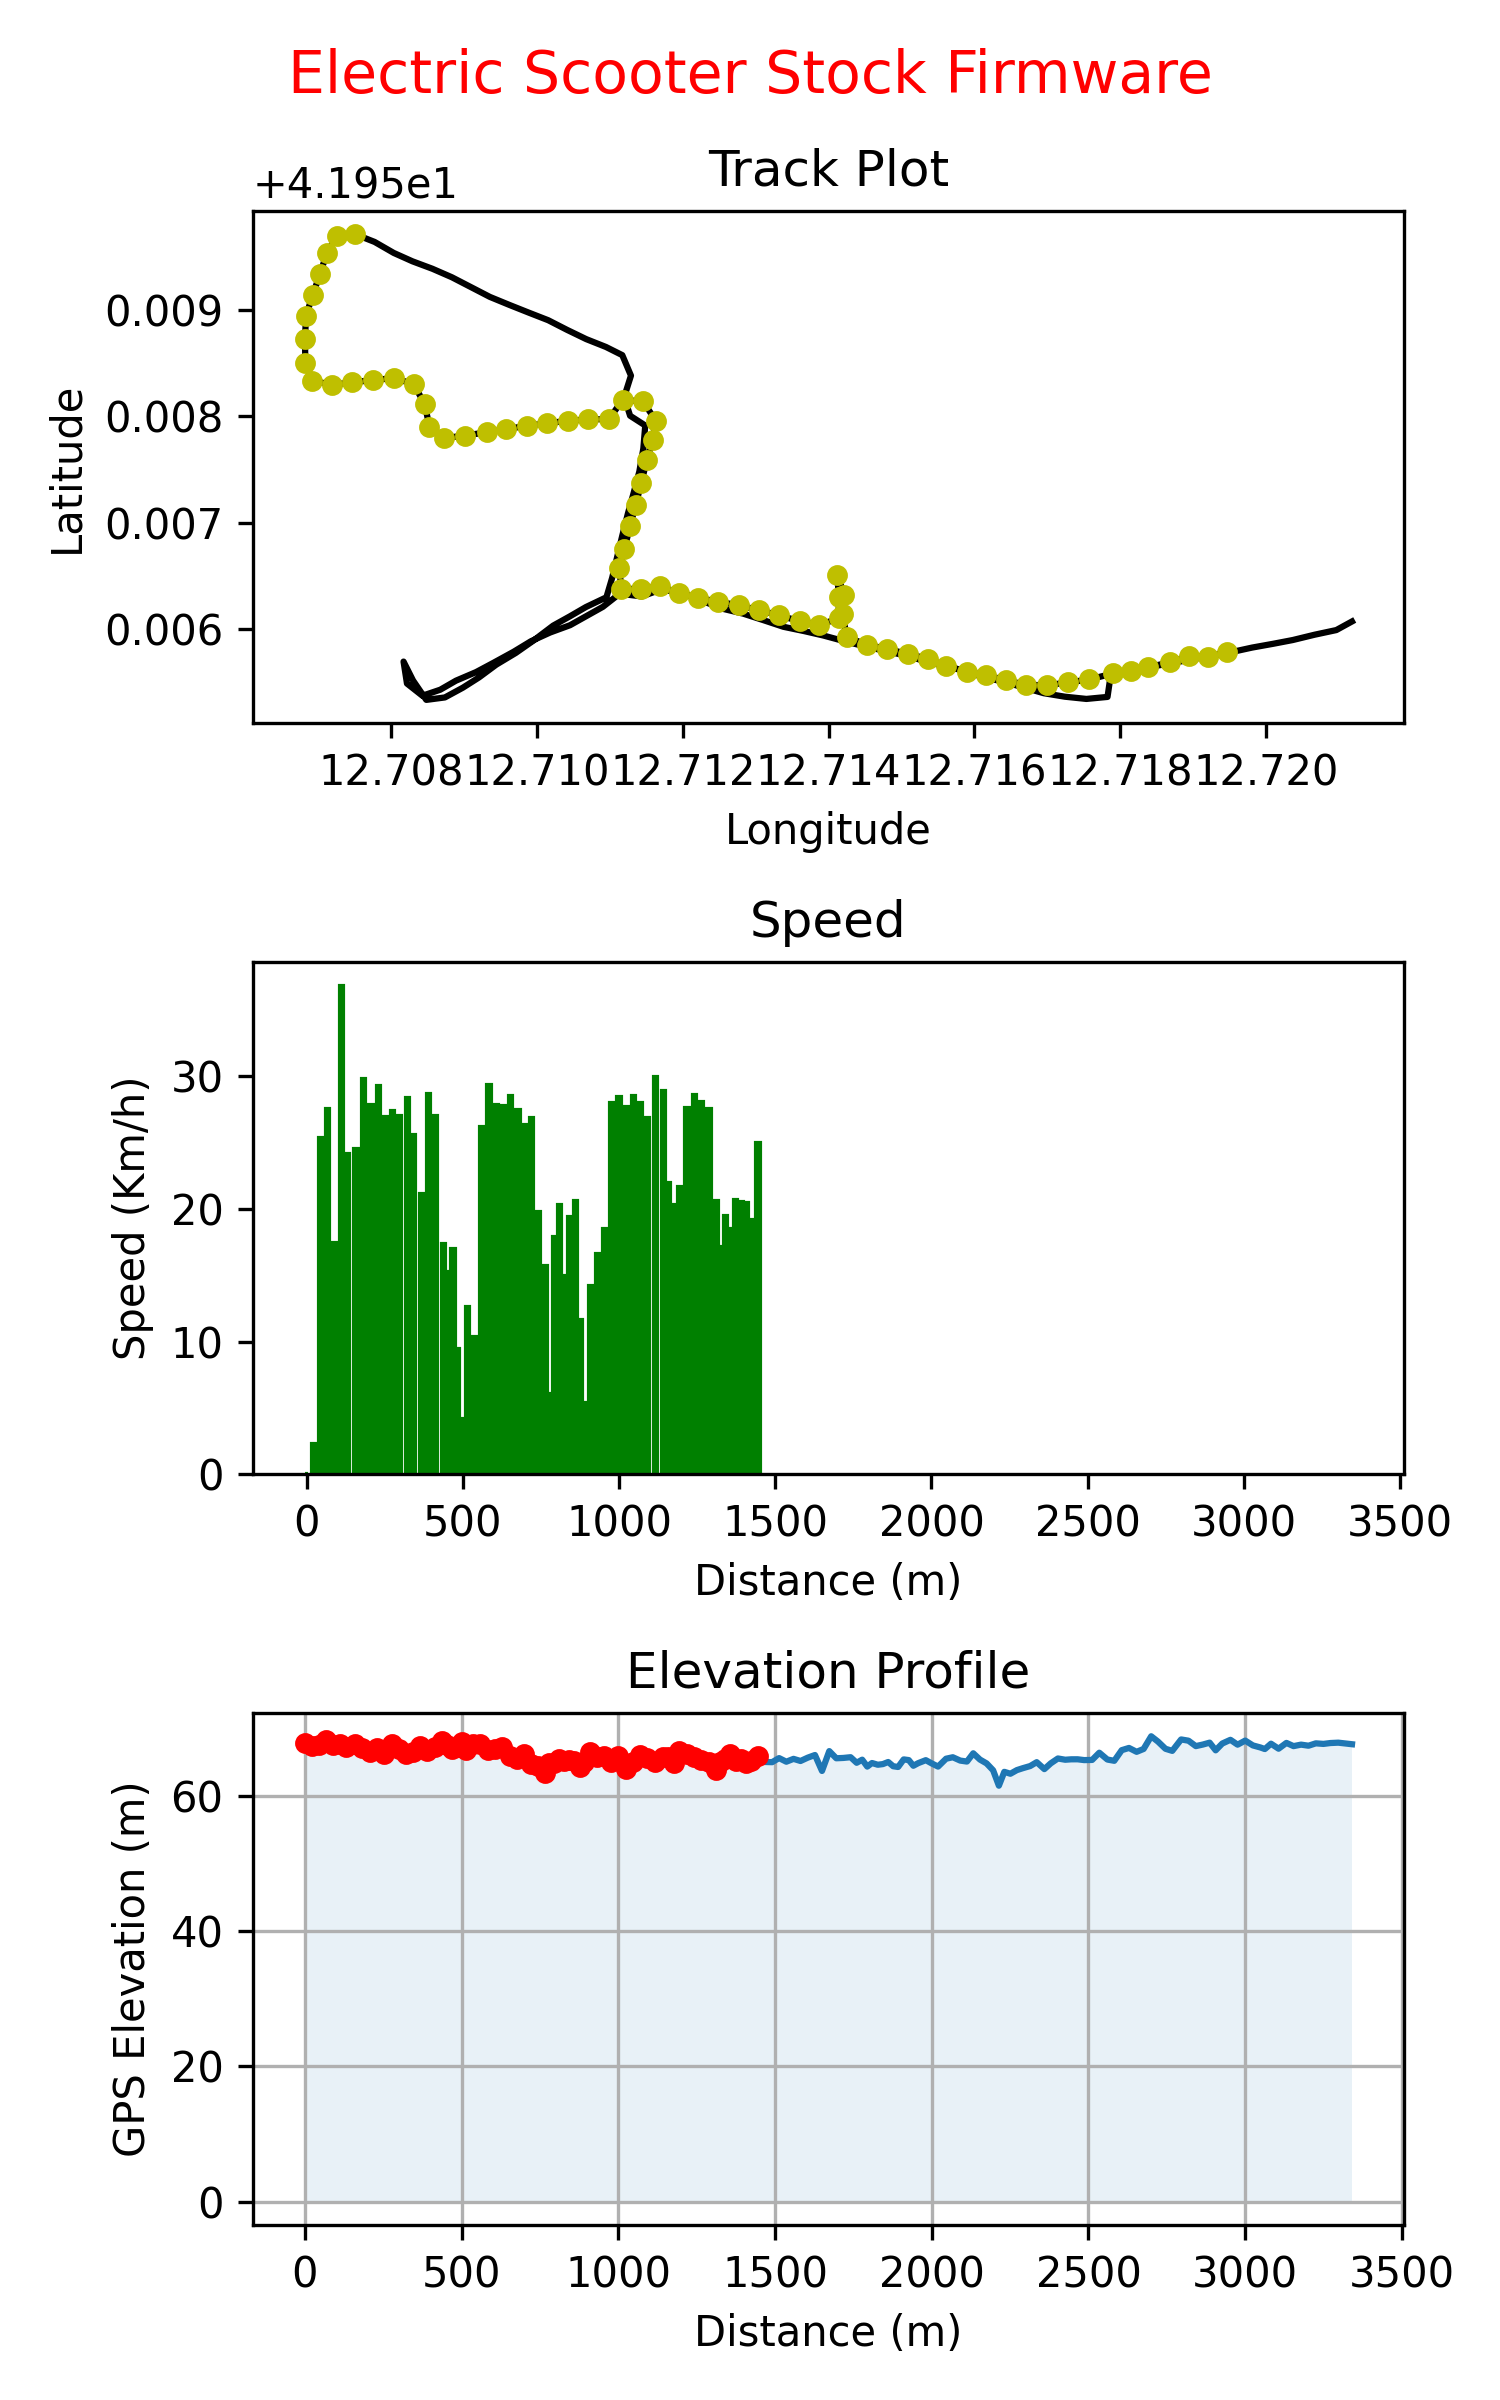 Electric Scooter Stock Firmware
Track Plot
+4.195e1
0.009
0.008
0.007
0.006
Latitude
12.708 12.710 12.712 12.714 12.716 12.718 12.720
Longitude
Speed
30
20
10
0
Speed (Km/h)
0 500 1000 1500 2000 2500 3000 3500
Distance (m)
Elevation Profile
60
40
20
0
GPS Elevation (m)
0 500 1000 1500 2000 2500 3000 3500
Distance (m)